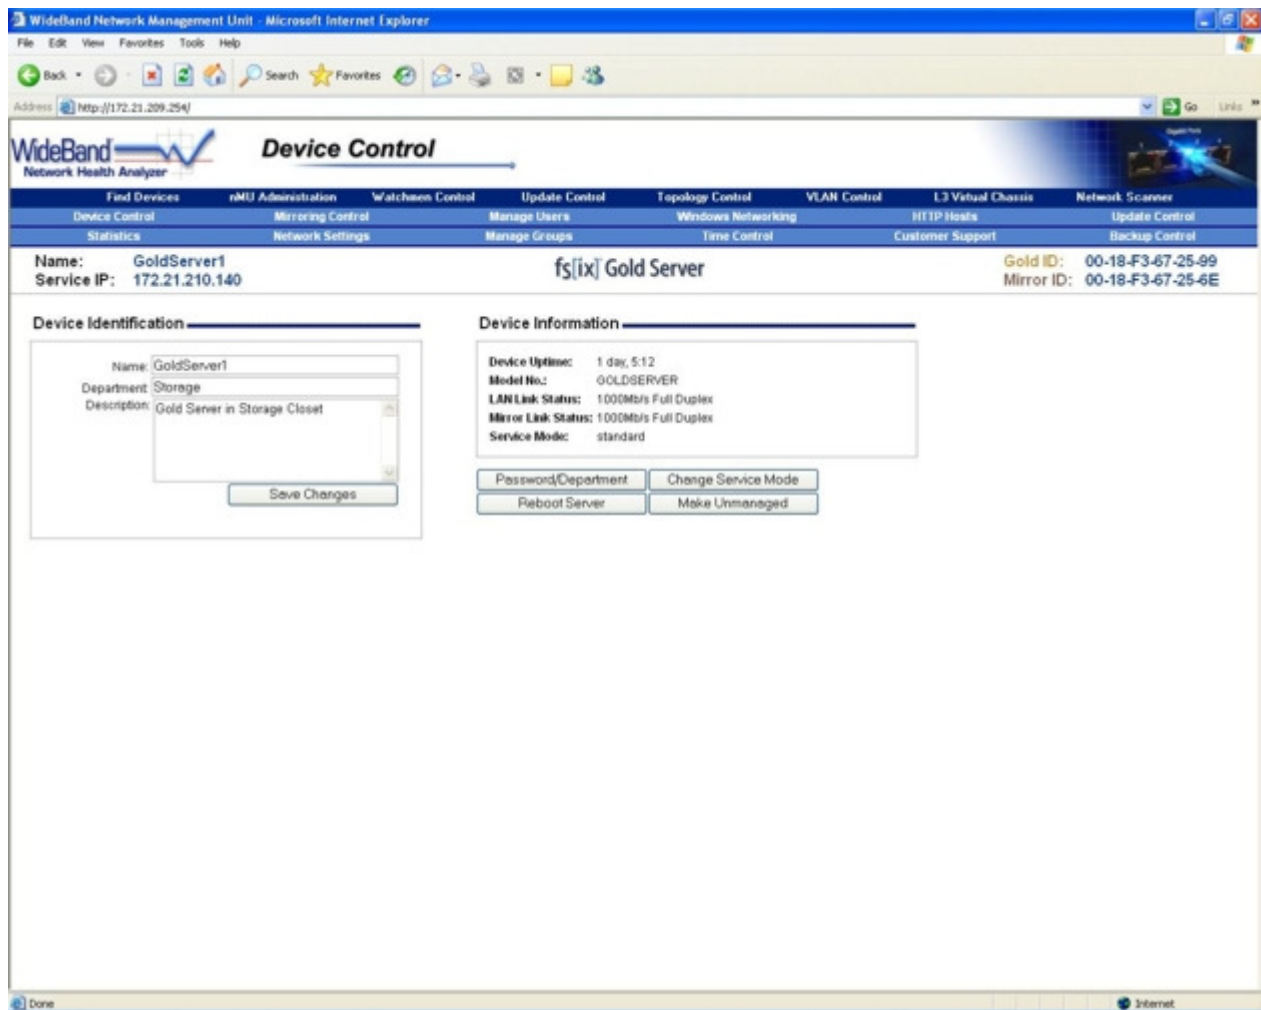 WideBand Network Management Unit - Microsoft Internet Explorer
File Edit View Favorites Tools Help
Back Search Favorites
Address http://172.21.209.254/ Go Links »
WideBand Device Control
Network Health Analyzer
Find Devices nMU Administration Watchmen Control Update Control Topology Control VLAN Control L3 Virtual Chassis Network Scanner
Device Control Mirroring Control Manage Users Windows Networking HTTP Hosts Update Control
Statistics Network Settings Manage Groups Time Control Customer Support Backup Control
Name: GoldServer1 fs[ix] Gold Server Gold ID: 00-18-F3-67-25-99
Service IP: 172.21.210.140 Mirror ID: 00-18-F3-67-25-6E
Device Identification
Name: GoldServer1
Department: Storage
Description: Gold Server in Storage Closet
Save Changes
Device Information
Device Uptime: 1 day, 5:12
Model No.: GOLDSERVER
LAN Link Status: 1000Mb/s Full Duplex
Mirror Link Status: 1000Mb/s Full Duplex
Service Mode: standard
Password/Department Change Service Mode
Reboot Server Make Unmanaged
Done Internet